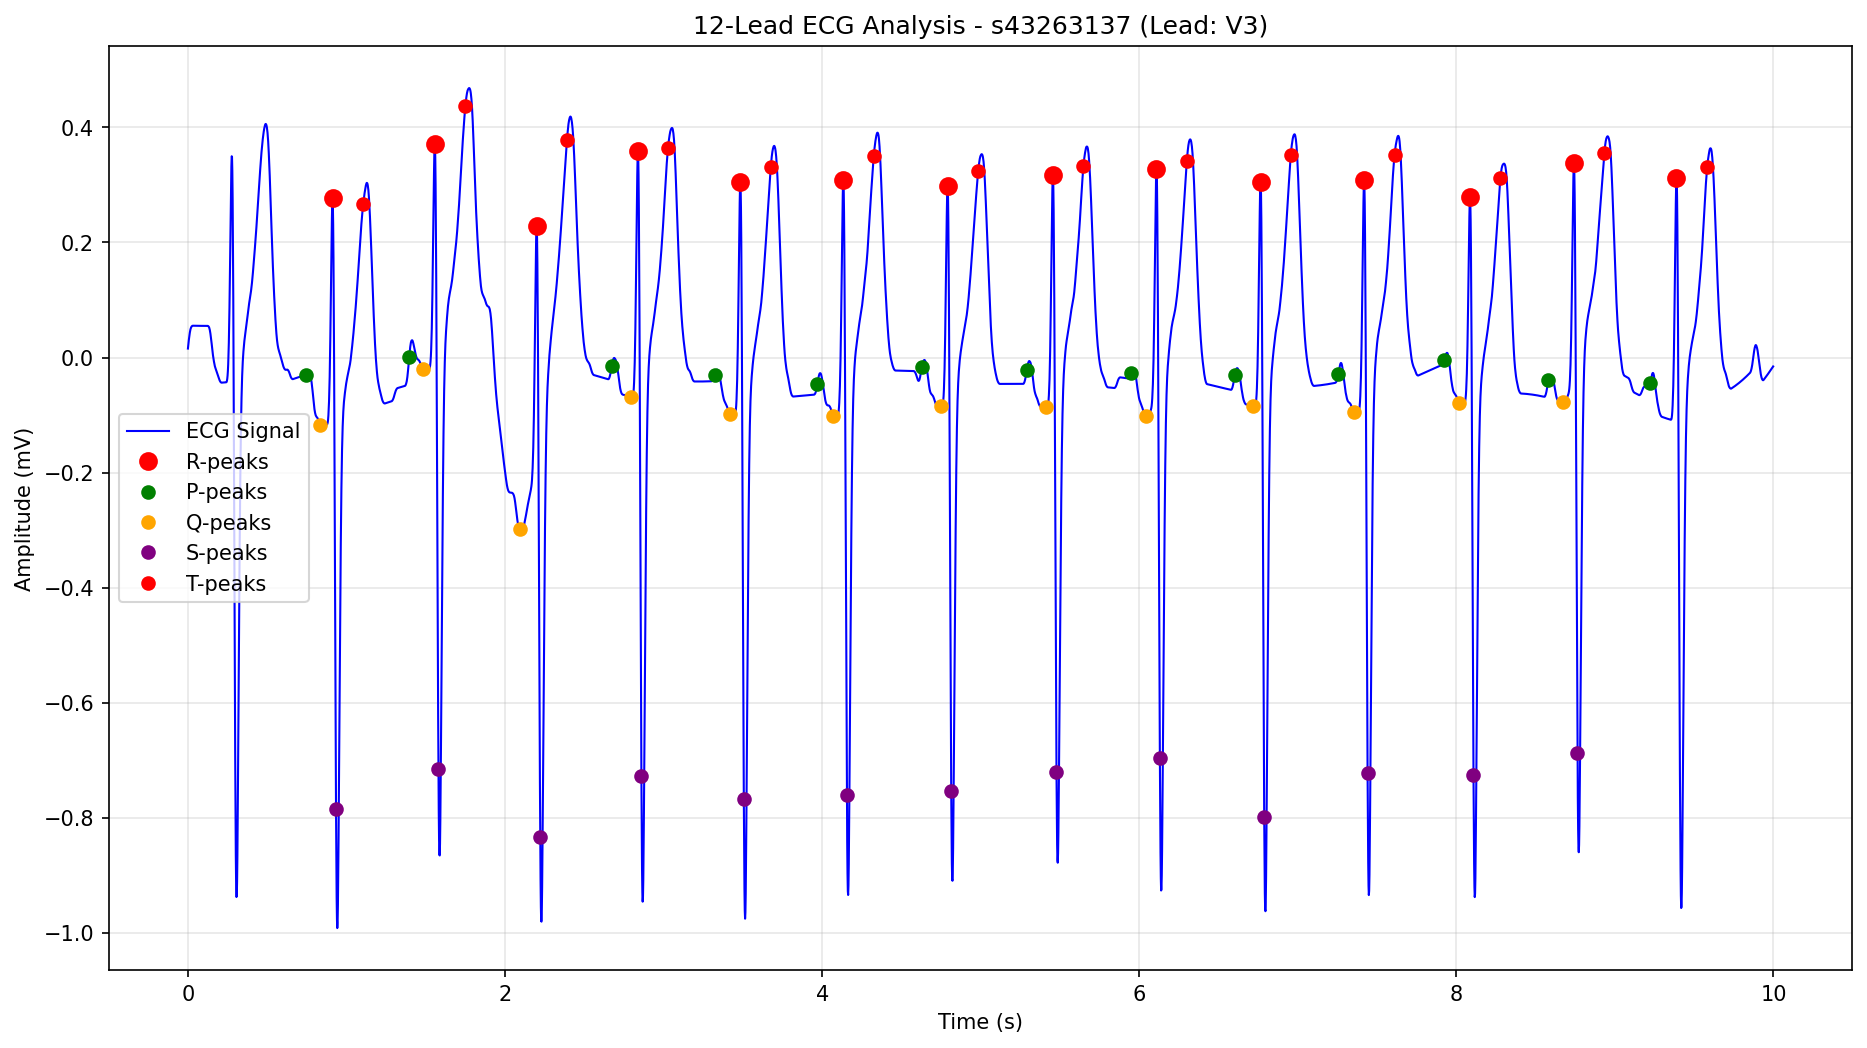 12-Lead ECG Analysis - s43263137 (Lead: V3)
Amplitude (mV)
0.4
0.2
0.0
−0.2
−0.4
−0.6
−0.8
−1.0
ECG Signal
R-peaks
P-peaks
Q-peaks
S-peaks
T-peaks
0 2 4 6 8 10
Time (s)